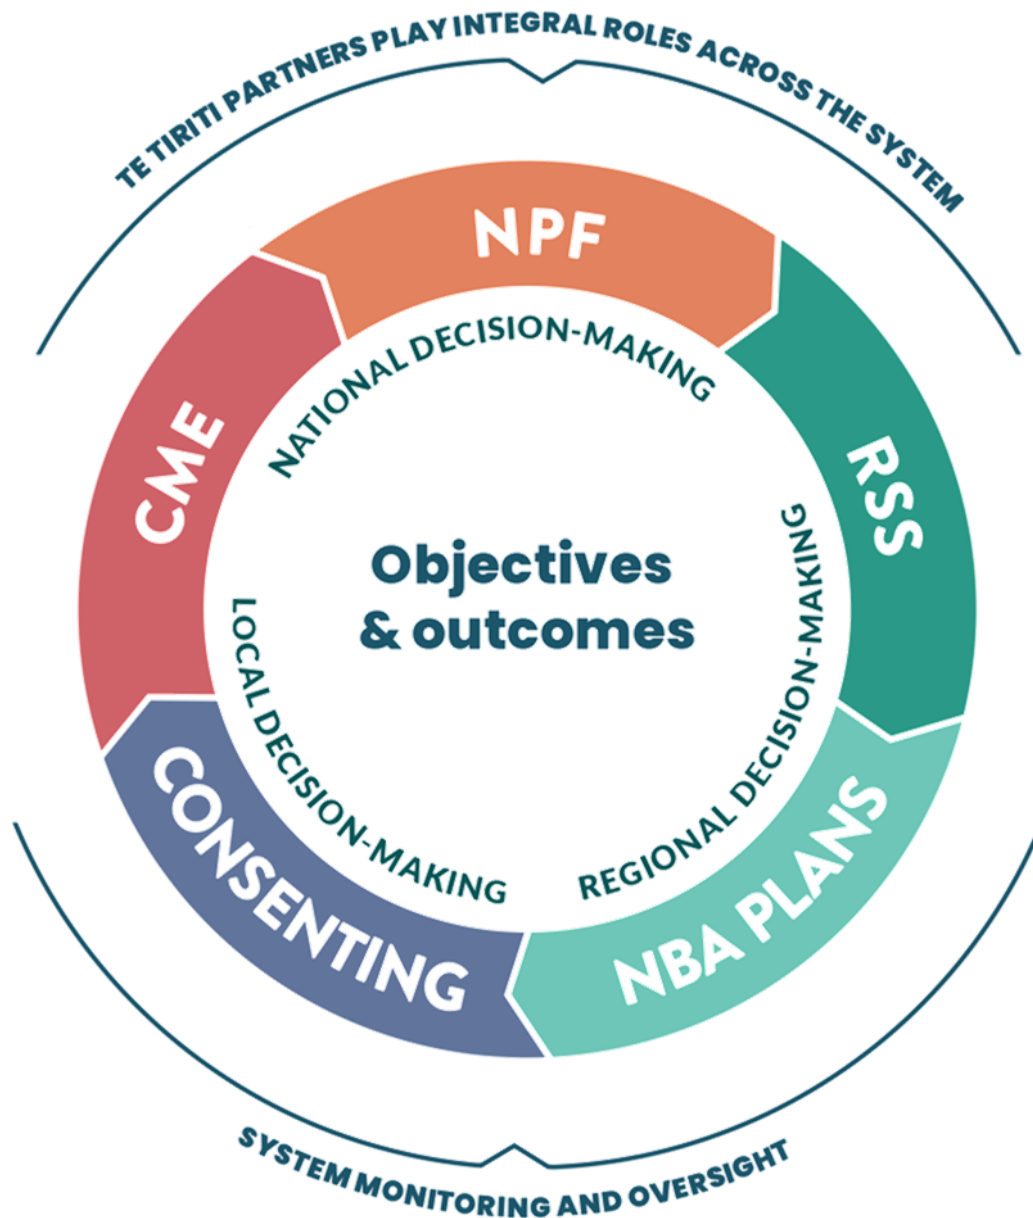 TE TIRITI PARTNERS PLAY INTEGRAL ROLES ACROSS THE SYSTEM
NPF
NATIONAL DECISION-MAKING
CME
RSS
Objectives
& outcomes
LOCAL DECISION-MAKING
REGIONAL DECISION-MAKING
CONSENTING
NBA PLANS
SYSTEM MONITORING AND OVERSIGHT